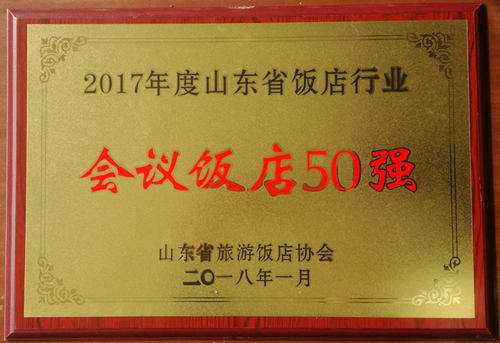 2017年度山东省饭店行业
会议饭店50强
山东省旅游饭店协会
二〇一八年一月